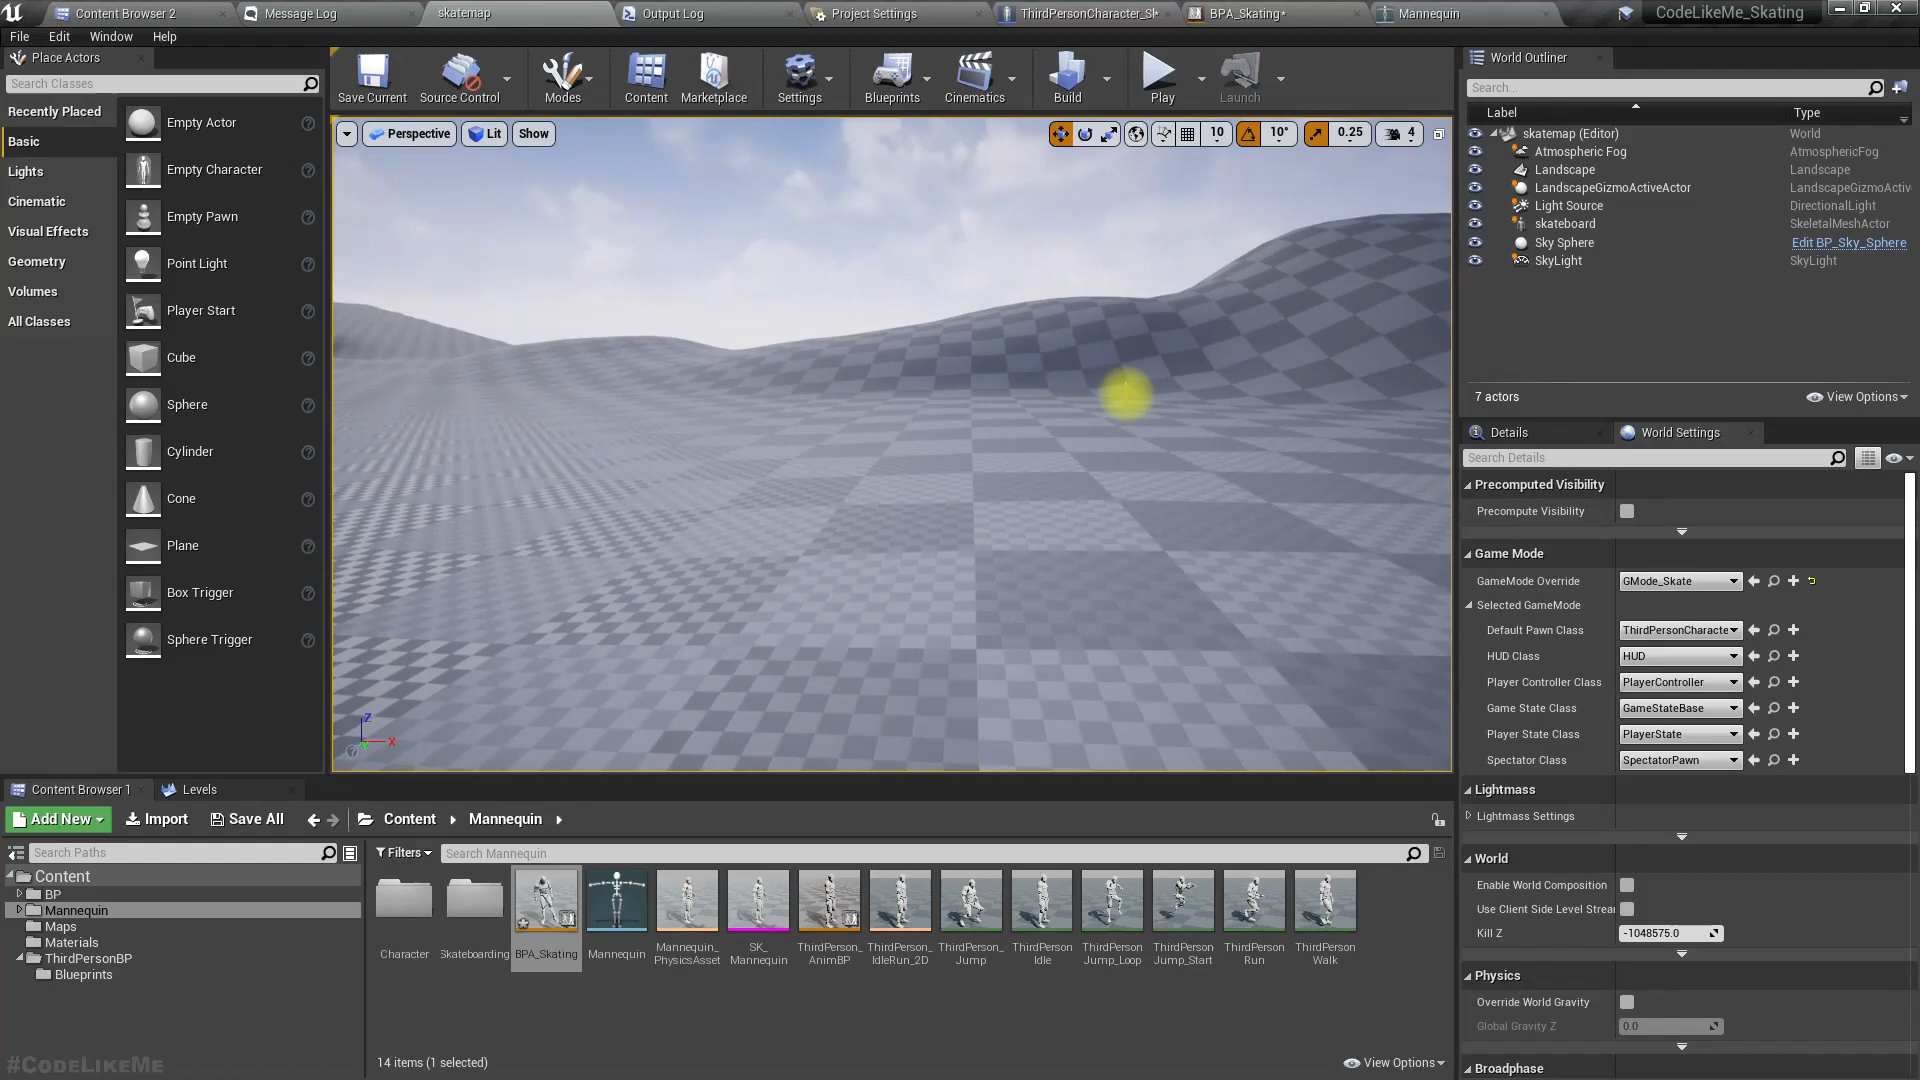 Content Browser 2
Message Log
skatemap
Output Log
Project Settings
ThirdPersonCharacter_Sk*
BPA_Skating*
Mannequin
CodeLikeMe_Skating
File Edit Window Help
Place Actors
Search Classes
Recently Placed
Basic
Lights
Cinematic
Visual Effects
Geometry
Volumes
All Classes
Empty Actor
Empty Character
Empty Pawn
Point Light
Player Start
Cube
Sphere
Cylinder
Cone
Plane
Box Trigger
Sphere Trigger
Save Current
Source Control
Modes
Content
Marketplace
Settings
Blueprints
Cinematics
Build
Play
Launch
Perspective
Lit
Show
10
10°
0.25
4
Z
X
World Outliner
Search...
Label Type
skatemap (Editor) World
Atmospheric Fog AtmosphericFog
Landscape Landscape
LandscapeGizmoActiveActor LandscapeGizmoActiv
Light Source DirectionalLight
skateboard SkeletalMeshActor
Sky Sphere Edit BP_Sky_Sphere
SkyLight SkyLight
7 actors
View Options
Details
World Settings
Search Details
Precomputed Visibility
Precompute Visibility
Game Mode
GameMode Override GMode_Skate
Selected GameMode
Default Pawn Class ThirdPersonCharacte
HUD Class HUD
Player Controller Class PlayerController
Game State Class GameStateBase
Player State Class PlayerState
Spectator Class SpectatorPawn
Lightmass
Lightmass Settings
World
Enable World Composition
Use Client Side Level Strear
Kill Z -1048575.0
Physics
Override World Gravity
Global Gravity Z 0.0
Broadphase
Content Browser 1
Levels
Add New
Import
Save All
Content
Mannequin
Search Paths
Filters
Search Mannequin
Content
BP
Mannequin
Maps
Materials
ThirdPersonBP
Blueprints
Character
Skateboarding
BPA_Skating
Mannequin
Mannequin_
PhysicsAsset
SK_
Mannequin
ThirdPerson_
AnimBP
ThirdPerson_
IdleRun_2D
ThirdPerson_
Jump
ThirdPerson
Idle
ThirdPerson
Jump_Loop
ThirdPerson
Jump_Start
ThirdPerson
Run
ThirdPerson
Walk
14 items (1 selected)
View Options
#CodeLikeMe